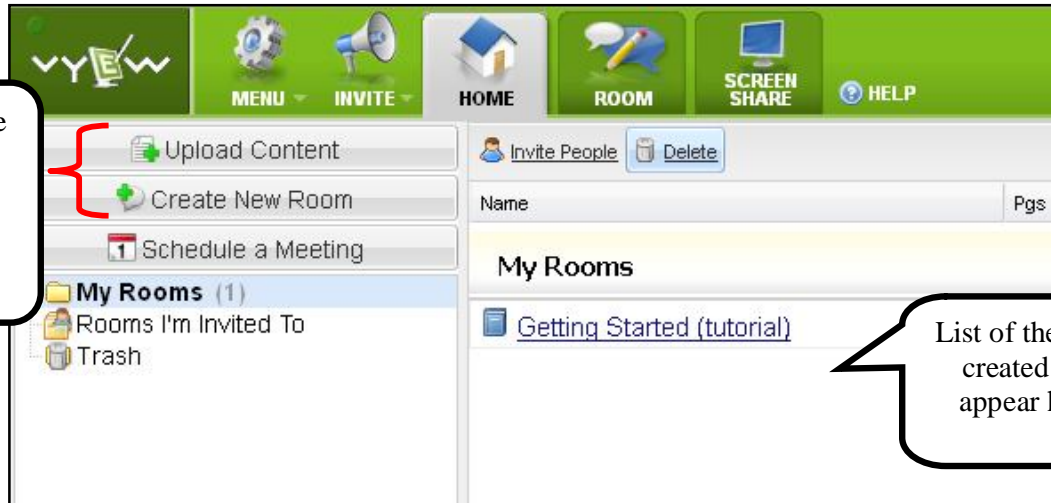 VYEW
MENU INVITE HOME ROOM SCREEN SHARE HELP
e
Upload Content
Create New Room
1 Schedule a Meeting
My Rooms (1)
Rooms I'm Invited To
Trash
Invite People Delete
Name Pgs
My Rooms
Getting Started (tutorial)
List of the
created
appear